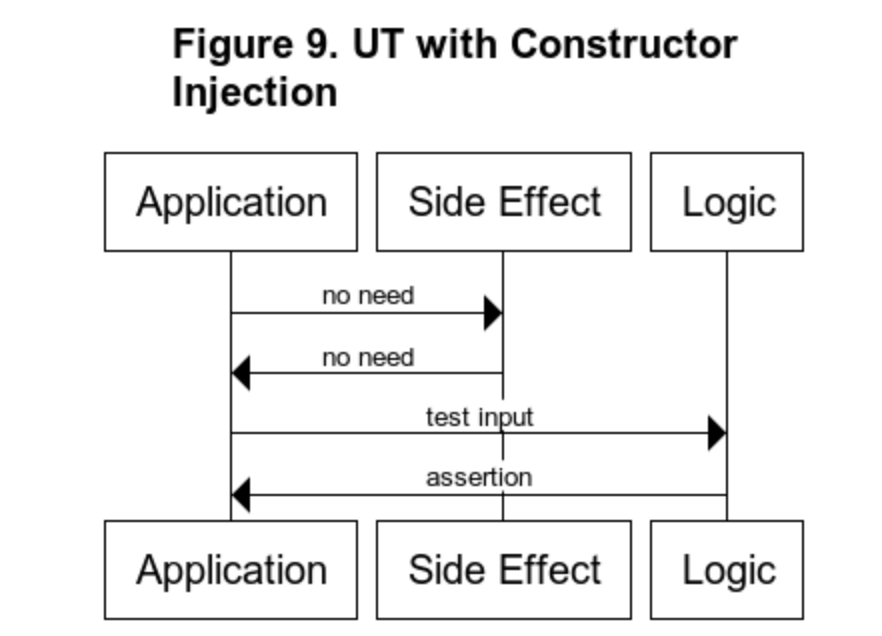 Figure 9. UT with Constructor
Injection
Application
Side Effect
Logic
no need
no need
test input
assertion
Application
Side Effect
Logic